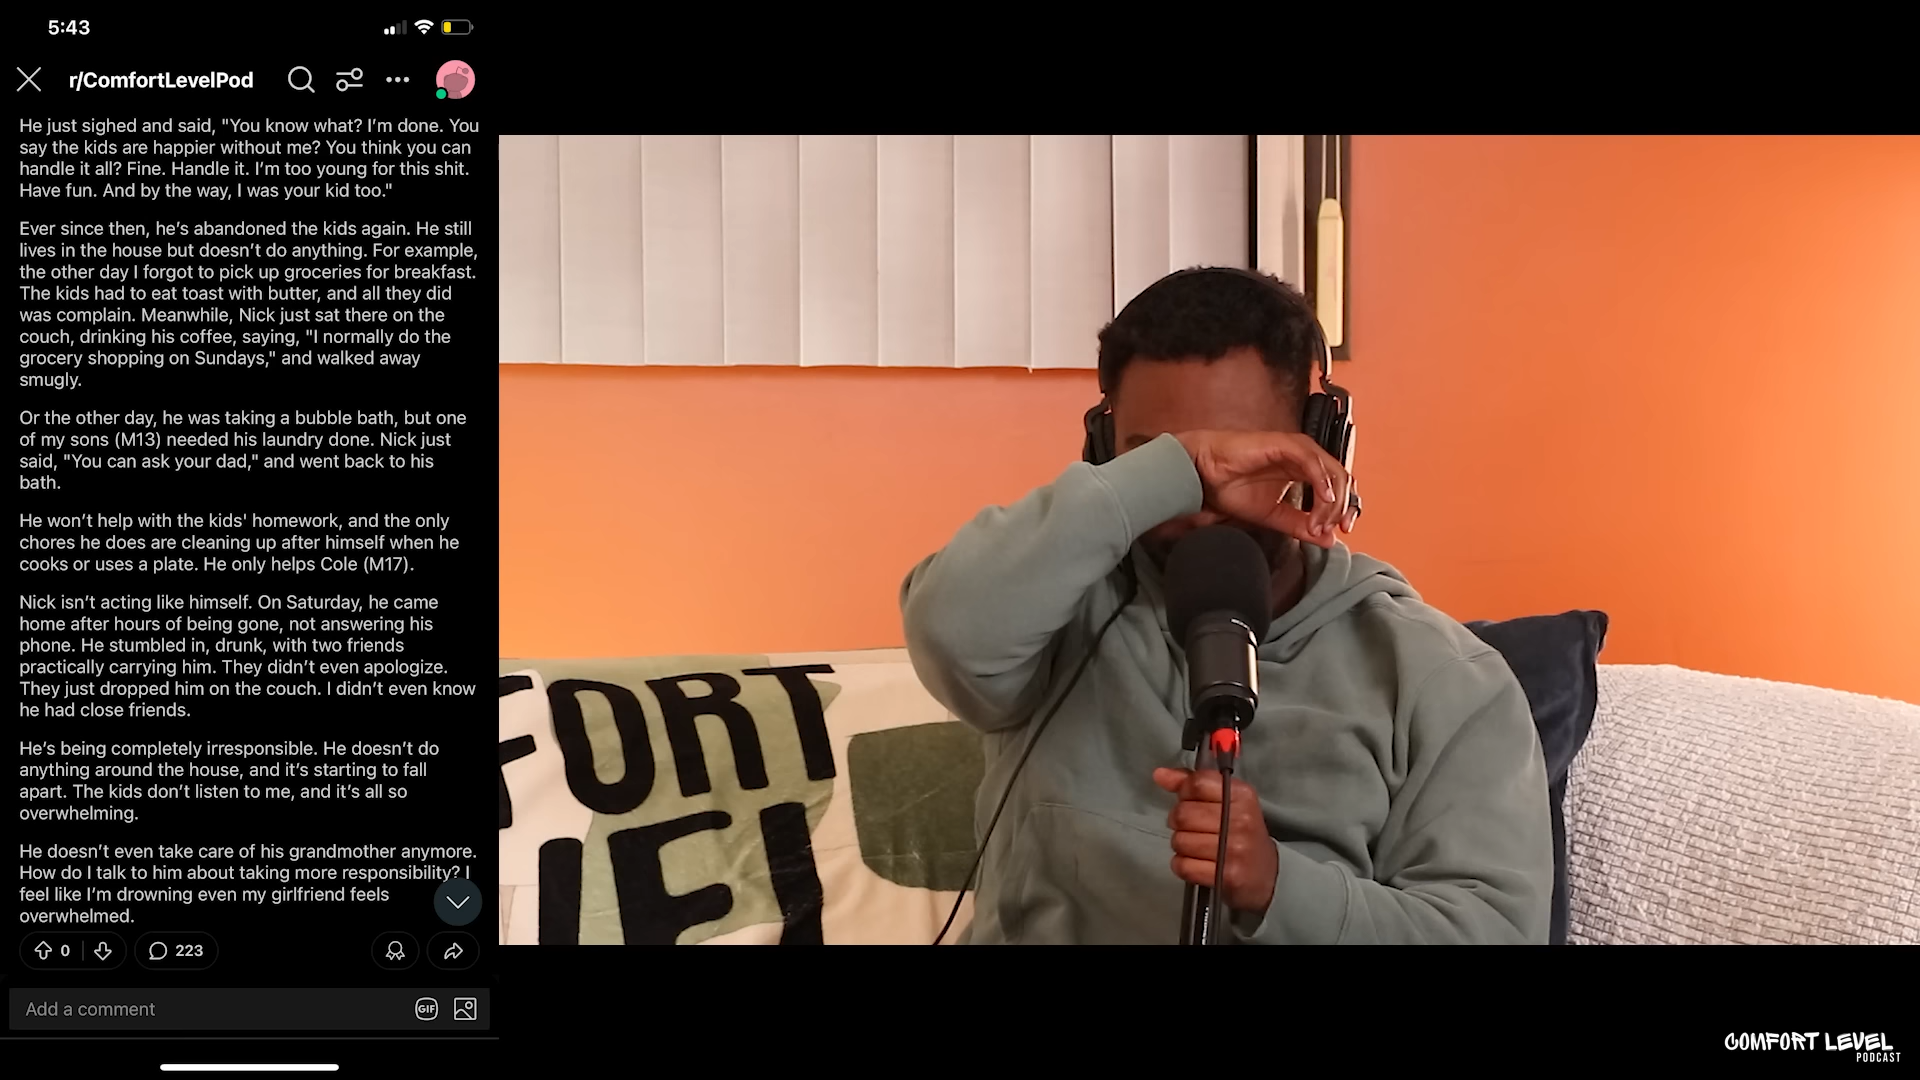 5:43
r/ComfortLevelPod
He just sighed and said, "You know what? I'm done. You
say the kids are happier without me? You think you can
handle it all? Fine. Handle it. I'm too young for this shit.
Have fun. And by the way, I was your kid too."
Ever since then, he's abandoned the kids again. He still
lives in the house but doesn't do anything. For example,
the other day I forgot to pick up groceries for breakfast.
The kids had to eat toast with butter, and all they did
was complain. Meanwhile, Nick just sat there on the
couch, drinking his coffee, saying, "I normally do the
grocery shopping on Sundays," and walked away
smugly.
Or the other day, he was taking a bubble bath, but one
of my sons (M13) needed his laundry done. Nick just
said, "You can ask your dad," and went back to his
bath.
He won't help with the kids' homework, and the only
chores he does are cleaning up after himself when he
cooks or uses a plate. He only helps Cole (M17).
Nick isn't acting like himself. On Saturday, he came
home after hours of being gone, not answering his
phone. He stumbled in, drunk, with two friends
practically carrying him. They didn't even apologize.
They just dropped him on the couch. I didn't even know
he had close friends.
He's being completely irresponsible. He doesn't do
anything around the house, and it's starting to fall
apart. The kids don't listen to me, and it's all so
overwhelming.
He doesn't even take care of his grandmother anymore.
How do I talk to him about taking more responsibility? I
feel like I'm drowning even my girlfriend feels
overwhelmed.
0
223
Add a comment
GIF
FORT
COMFORT LEVEL
PODCAST